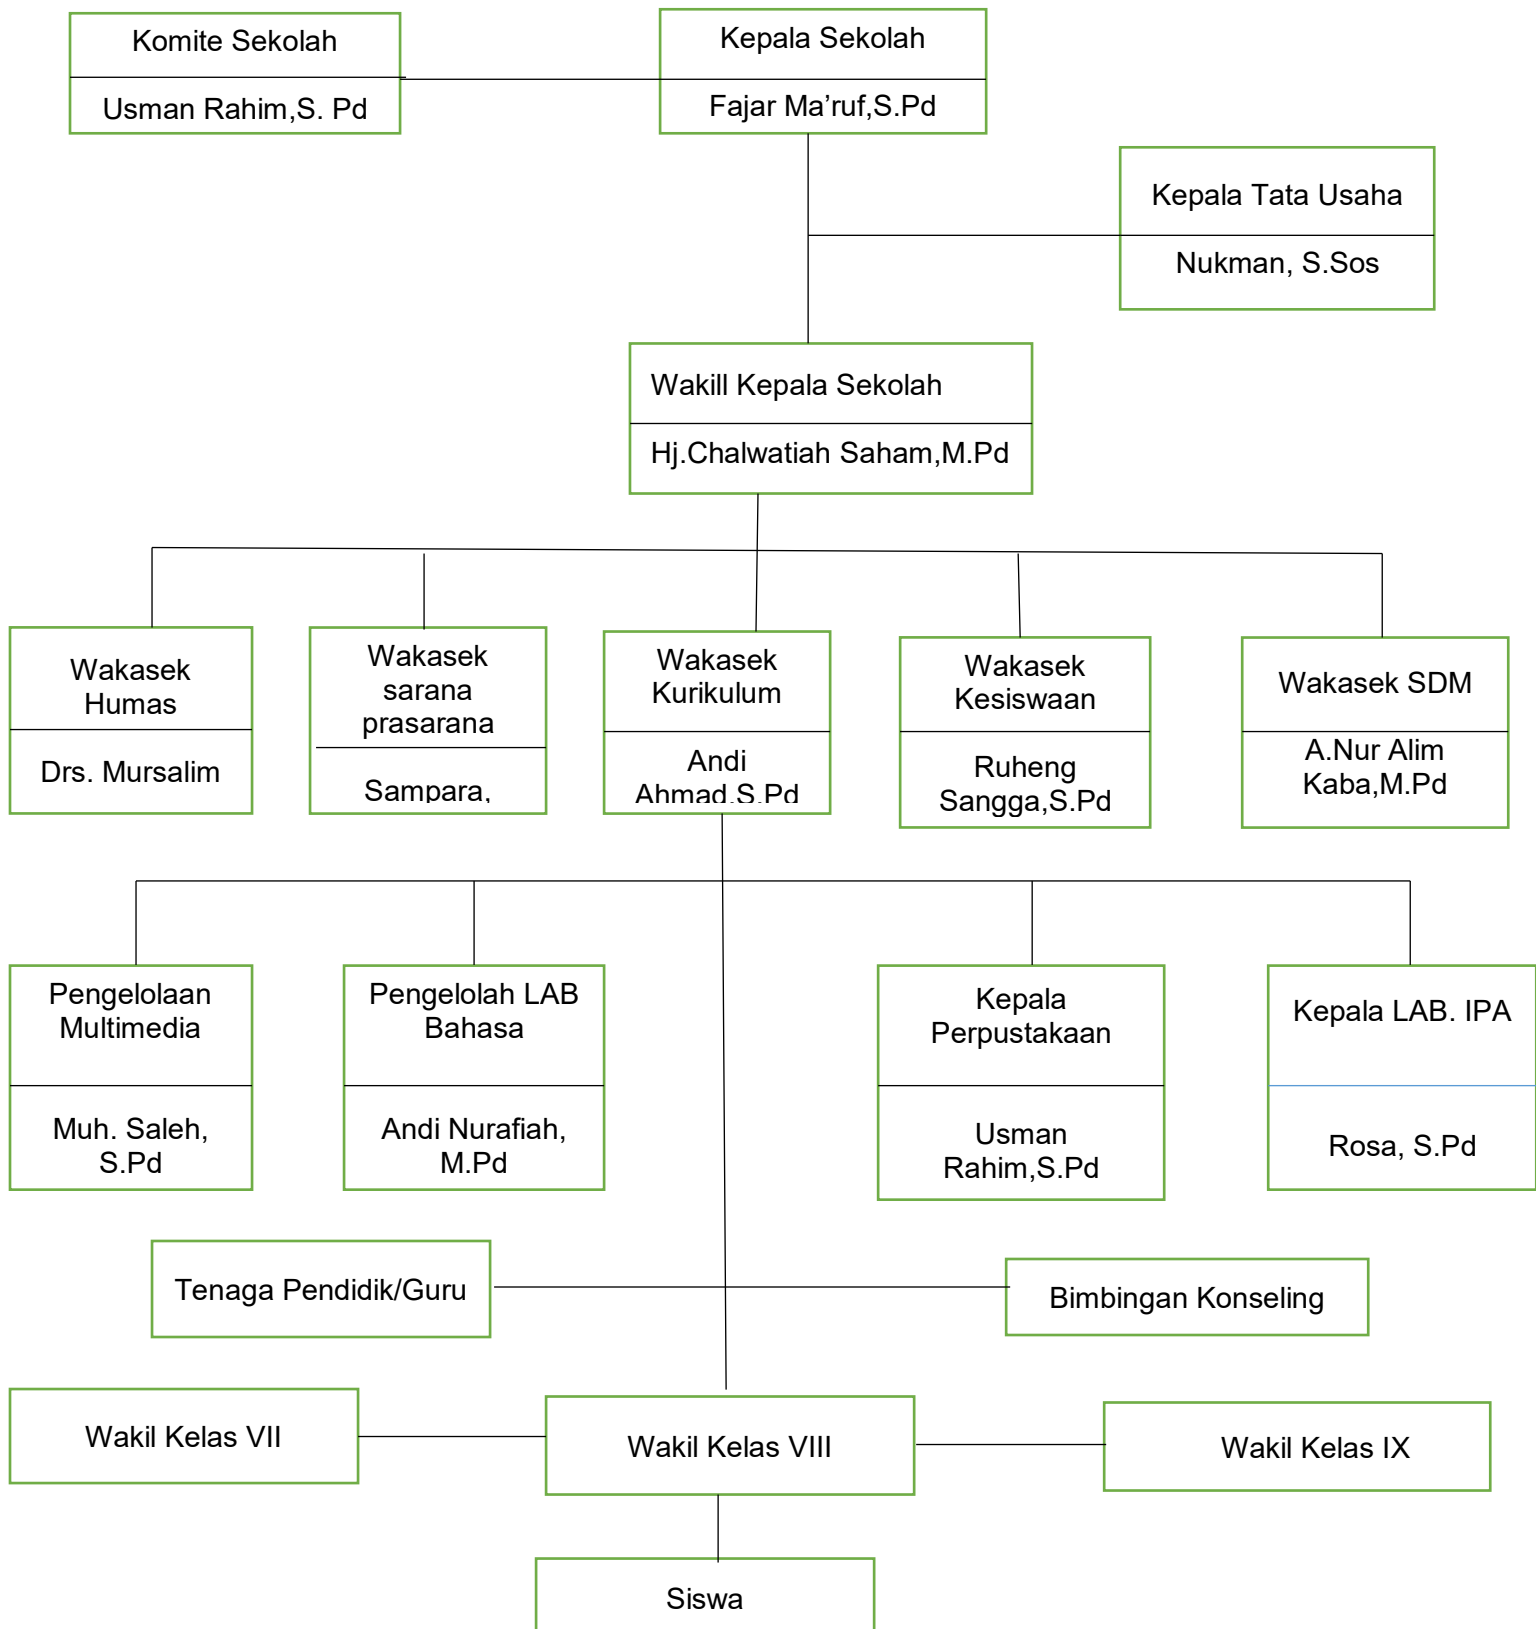 Komite Sekolah
Usman Rahim,S. Pd
Kepala Sekolah
Fajar Ma’ruf,S.Pd
Kepala Tata Usaha
Nukman, S.Sos
Wakill Kepala Sekolah
Hj.Chalwatiah Saham,M.Pd
Wakasek
Humas
Drs. Mursalim
Wakasek
sarana
prasarana
Sampara,
Wakasek
Kurikulum
Andi
Ahmad,S.Pd
Wakasek
Kesiswaan
Ruheng
Sangga,S.Pd
Wakasek SDM
A.Nur Alim
Kaba,M.Pd
Pengelolaan
Multimedia
Muh. Saleh,
S.Pd
Pengelolah LAB
Bahasa
Andi Nurafiah,
M.Pd
Kepala
Perpustakaan
Usman
Rahim,S.Pd
Kepala LAB. IPA
Rosa, S.Pd
Tenaga Pendidik/Guru
Bimbingan Konseling
Wakil Kelas VII
Wakil Kelas VIII
Wakil Kelas IX
Siswa